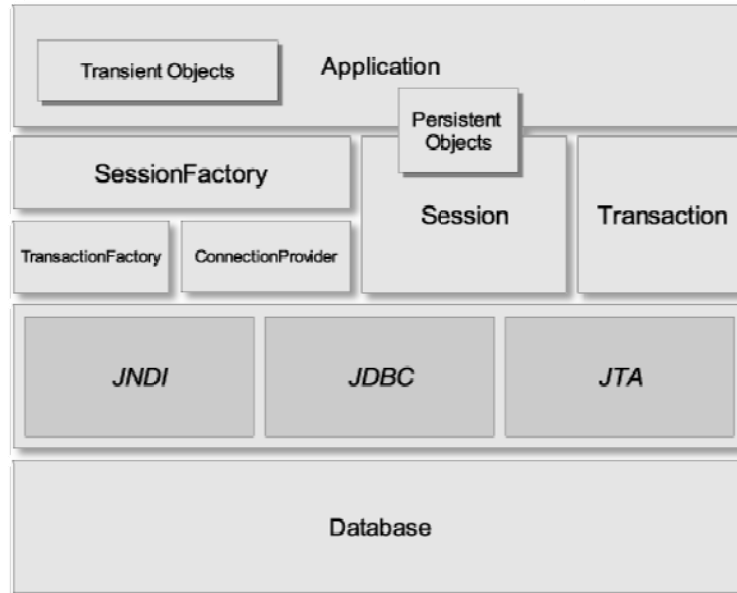 Transient Objects
Application
Persistent
Objects
SessionFactory
Session
Transaction
TransactionFactory
ConnectionProvider
JNDI
JDBC
JTA
Database